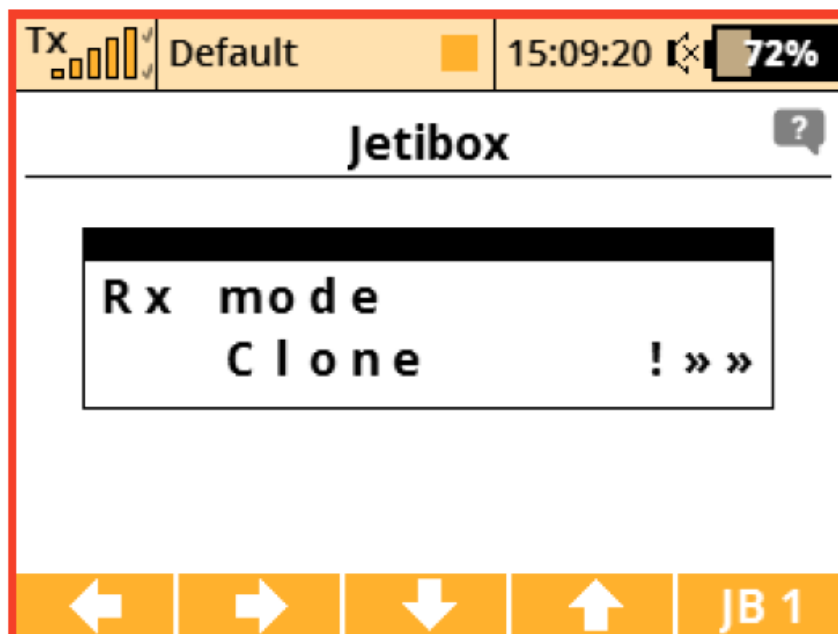 Tx Default 15:09:20 72%
Jetibox ?
Rx mode
Clone !»»
JB 1